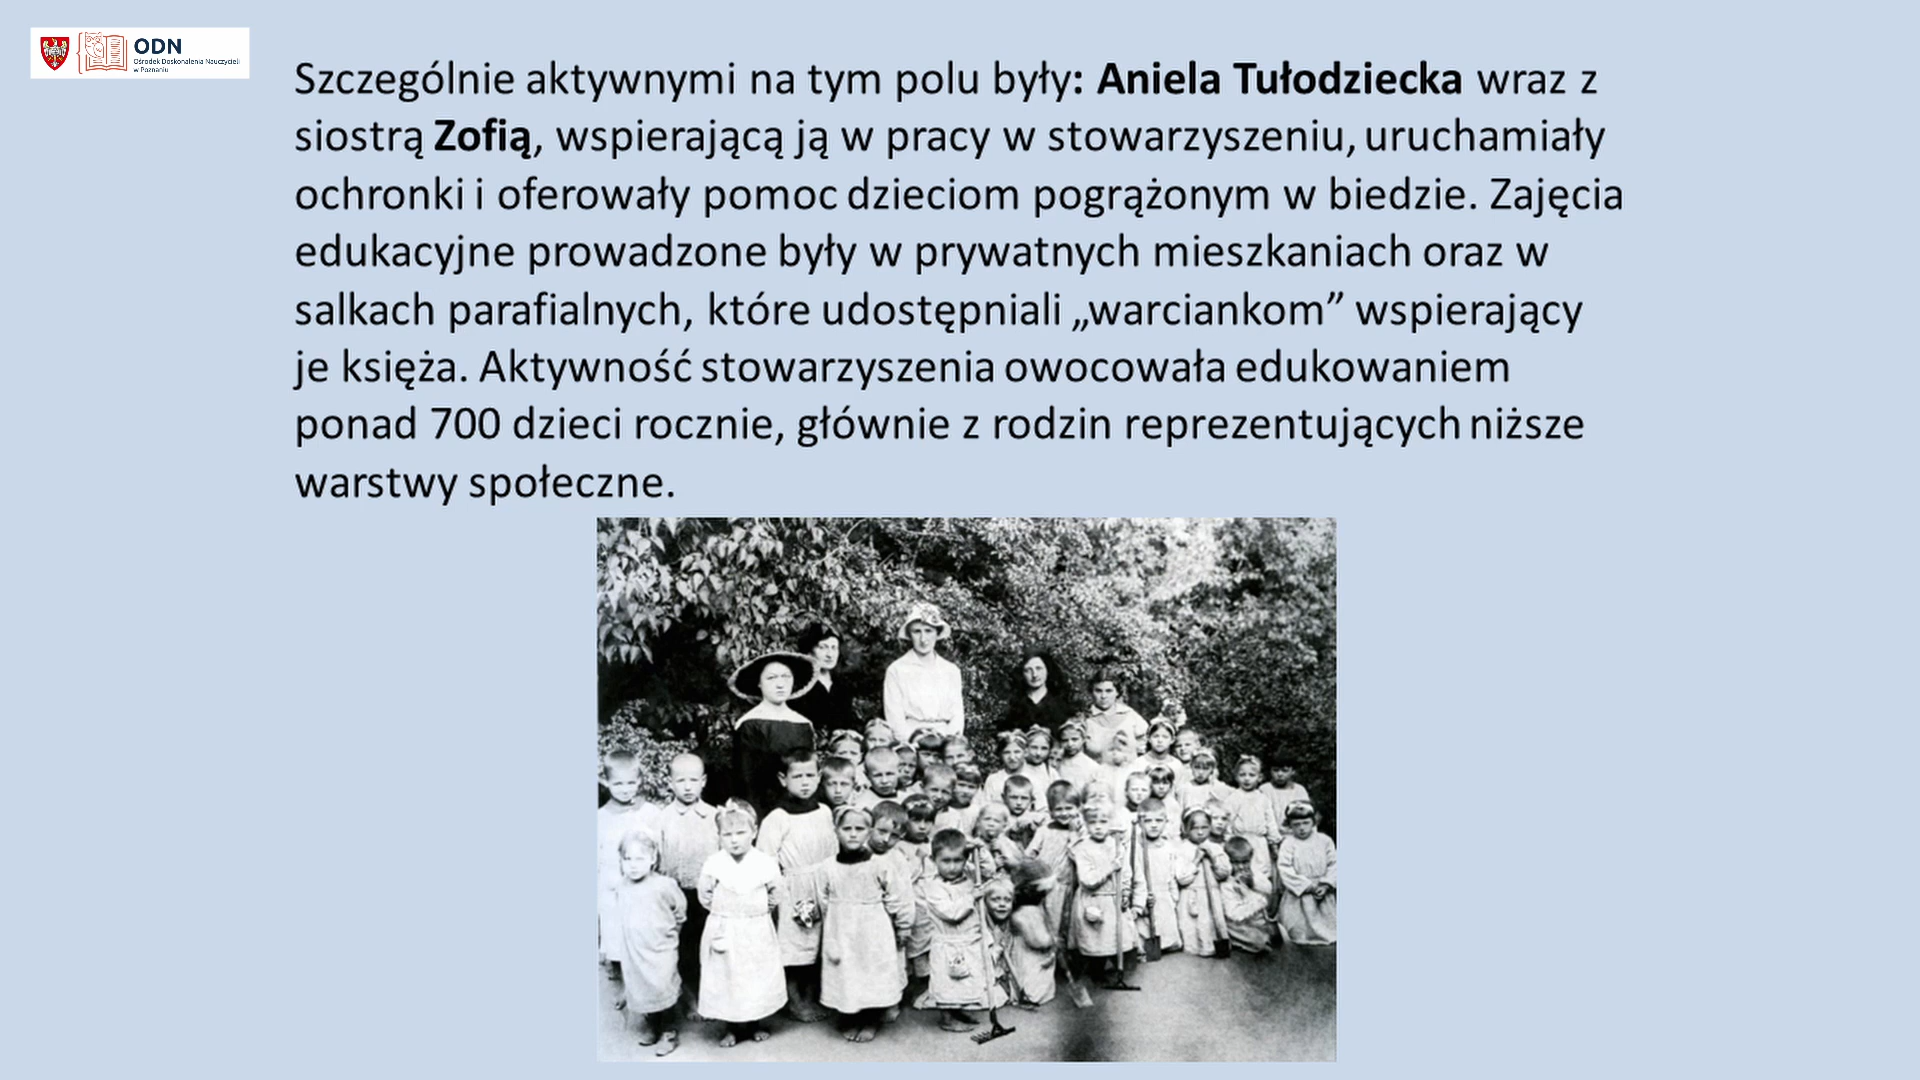 ODN
Ośrodek Doskonalenia Nauczycieli
w Poznaniu
Szczególnie aktywnymi na tym polu były: Aniela Tułodziecka wraz z
siostrą Zofią, wspierającą ją w pracy w stowarzyszeniu, uruchamiały
ochronki i oferowały pomoc dzieciom pogrążonym w biedzie. Zajęcia
edukacyjne prowadzone były w prywatnych mieszkaniach oraz w
salkach parafialnych, które udostępniali „warciankom” wspierający
je księża. Aktywność stowarzyszenia owocowała edukowaniem
ponad 700 dzieci rocznie, głównie z rodzin reprezentujących niższe
warstwy społeczne.